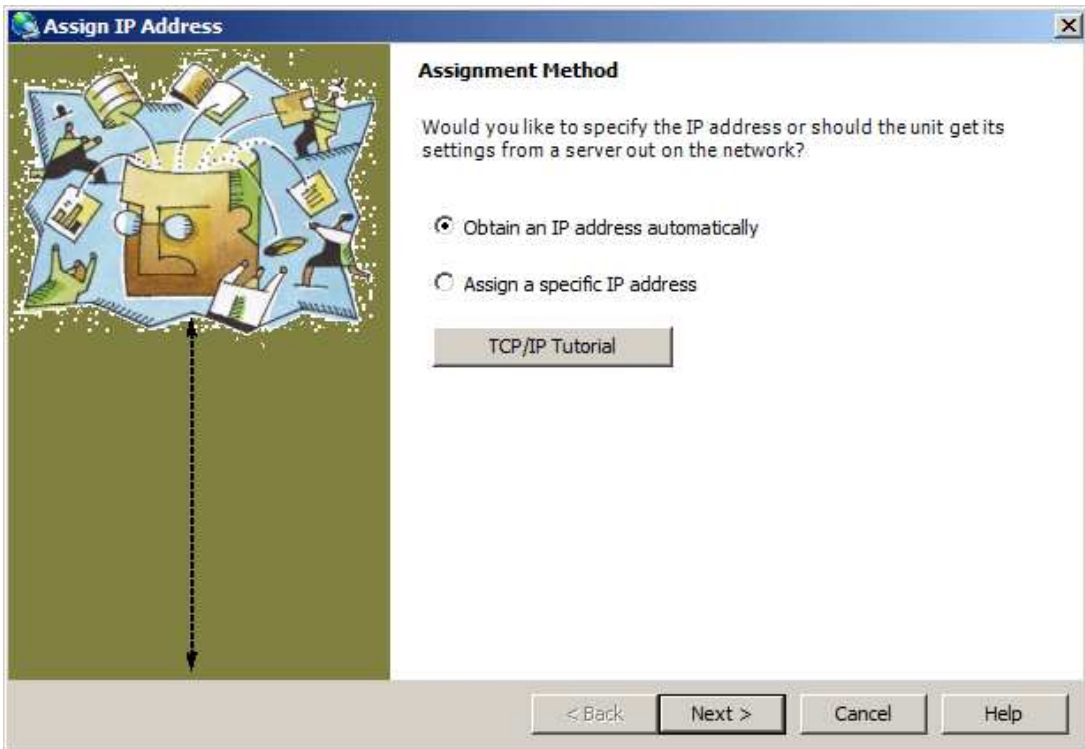 Assign IP Address
Assignment Method
Would you like to specify the IP address or should the unit get its
settings from a server out on the network?
Obtain an IP address automatically
Assign a specific IP address
TCP/IP Tutorial
< Back
Next >
Cancel
Help